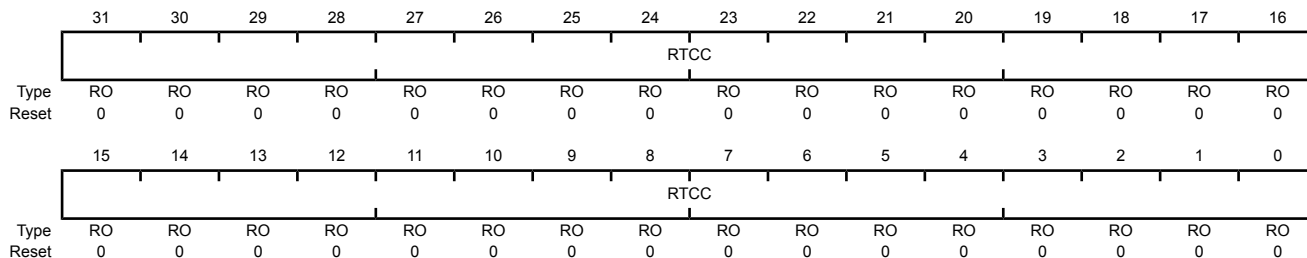 31 30 29 28 27 26 25 24 23 22 21 20 19 18 17 16
RTCC
Type RO RO RO RO RO RO RO RO RO RO RO RO RO RO RO RO
Reset 0 0 0 0 0 0 0 0 0 0 0 0 0 0 0 0
15 14 13 12 11 10 9 8 7 6 5 4 3 2 1 0
RTCC
Type RO RO RO RO RO RO RO RO RO RO RO RO RO RO RO RO
Reset 0 0 0 0 0 0 0 0 0 0 0 0 0 0 0 0